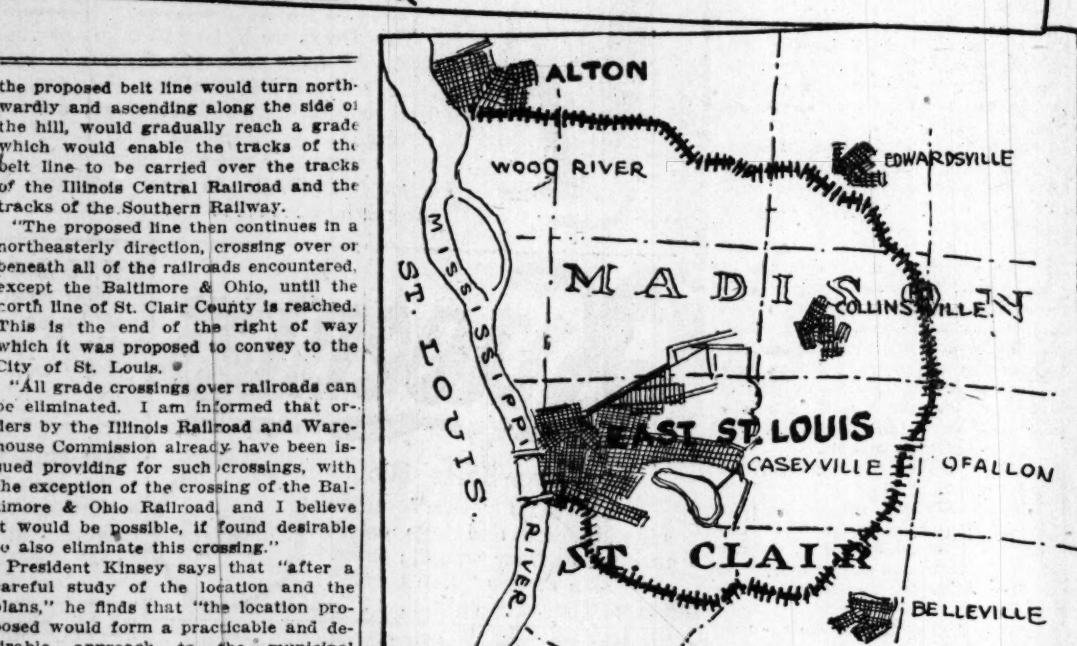 the proposed belt line would turn north-
wardly and ascending along the side of
the hill, would gradually reach a grade
which would enable the tracks of the
belt line to be carried over the tracks
of the Illinois Central Railroad and the
tracks of the Southern Railway.
"The proposed line then continues in a
northeasterly direction, crossing over or
beneath all of the railroads encountered,
except the Baltimore & Ohio, until the
north line of St. Clair County is reached.
This is the end of the right of way
which it was proposed to convey to the
City of St. Louis.
"All grade crossings over railroads can
be eliminated. I am informed that or-
ders by the Illinois Railroad and Ware-
house Commission already have been is-
sued providing for such crossings, with
the exception of the crossing of the Bal-
timore & Ohio Railroad, and I believe
it would be possible, if found desirable
to also eliminate this crossing."
President Kinsey says that "after a
careful study of the location and the
plans," he finds that "the location pro-
posed would form a practicable and de-
sirable approach to the municipal
ALTON
WOOD RIVER
EDWARDSVILLE
MADISON
COLLINSVILLE
MISSISSIPPI
RIVER
ST. LOUIS
EAST ST. LOUIS
CASEYVILLE
OFALLON
ST. CLAIR
BELLEVILLE